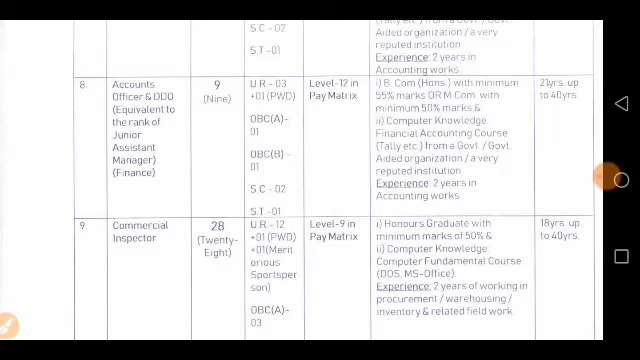 S.C - 02
S.T -01
(Tally etc.) from a Govt / Govt.
Aided organization / a very
reputed institution
Experience: 2 years in
Accounting works.
8.
Accounts
Officer & DDO
(Equivalent to
the rank of
Junior
Assistant
Manager)
(Finance)
9
(Nine)
U.R - 03
+01 (PWD)
OBC(A)-
01
OBC(B) -
01
S.C -02
S.T -01
Level-12 in
Pay Matrix
i) B. Com (Hons.) with minimum
55% marks OR M.Com with
minimum 50% marks &
ii) Computer Knowledge:
Financial Accounting Course
(Tally etc.) from a Govt / Govt.
Aided organization / a very
reputed institution
Experience: 2 years in
Accounting works
21yrs. up
to 40yrs.
9.
Commercial
Inspector
28
(Twenty-
Eight)
U.R -12
+01 (PWD)
+01(Merit
orious
Sportsper
son)
OBC(A)-
03
Level-9 in
Pay Matrix
i) Honours Graduate with
minimum marks of 50% &
ii) Computer Knowledge:
Computer Fundamental Course
(DOS, MS-Office).
Experience: 2 years of working in
procurement / warehousing /
inventory & related field work.
18yrs. up
to 40yrs.